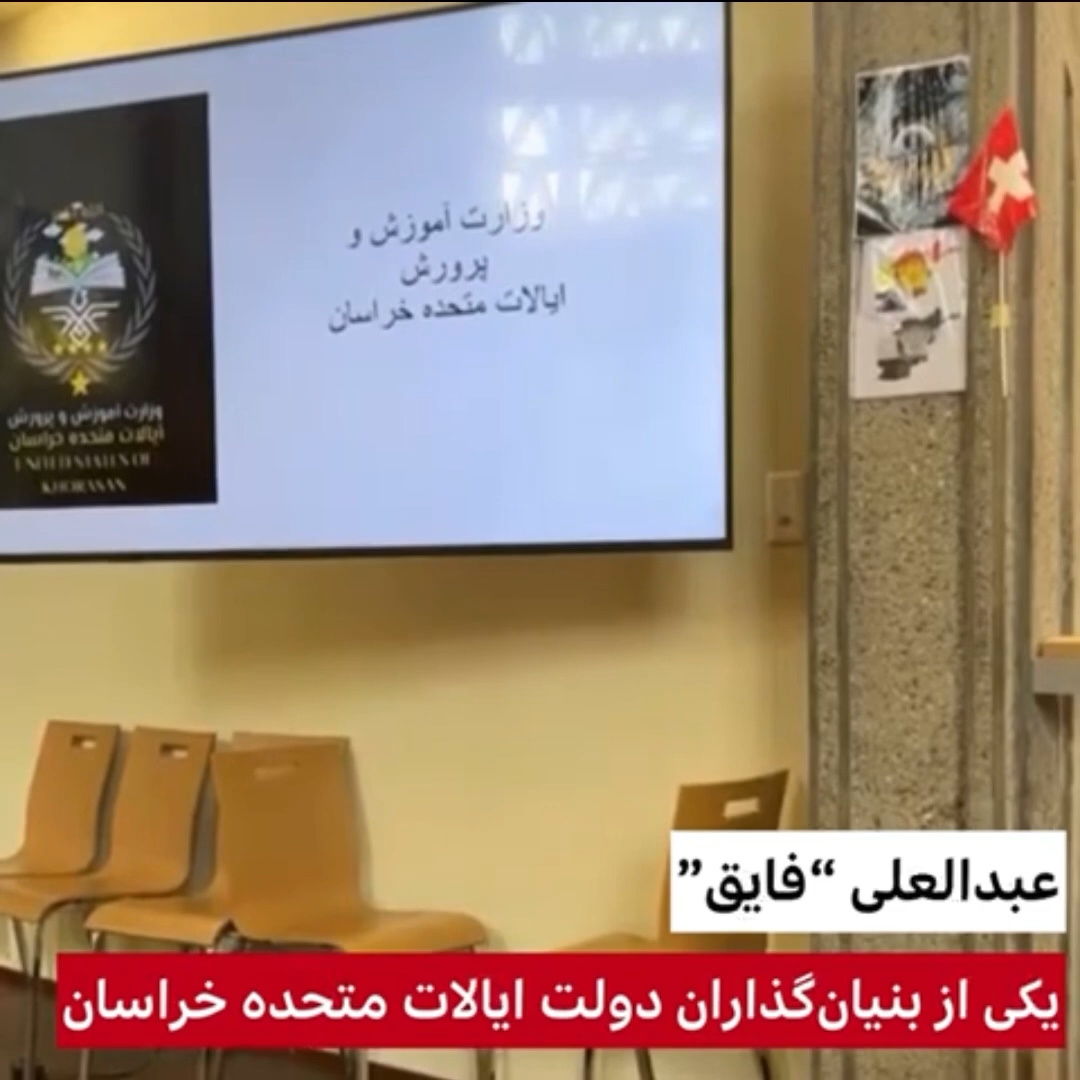 وزارت آموزش و
پرورش
ایالات متحده خراسان
وزارت آموزش و پرورش
ایالات متحده خراسان
UNITED STATES OF
KHORASAN
عبدالعلی “فایق”
یکی از بنیان‌گذاران دولت ایالات متحده خراسان